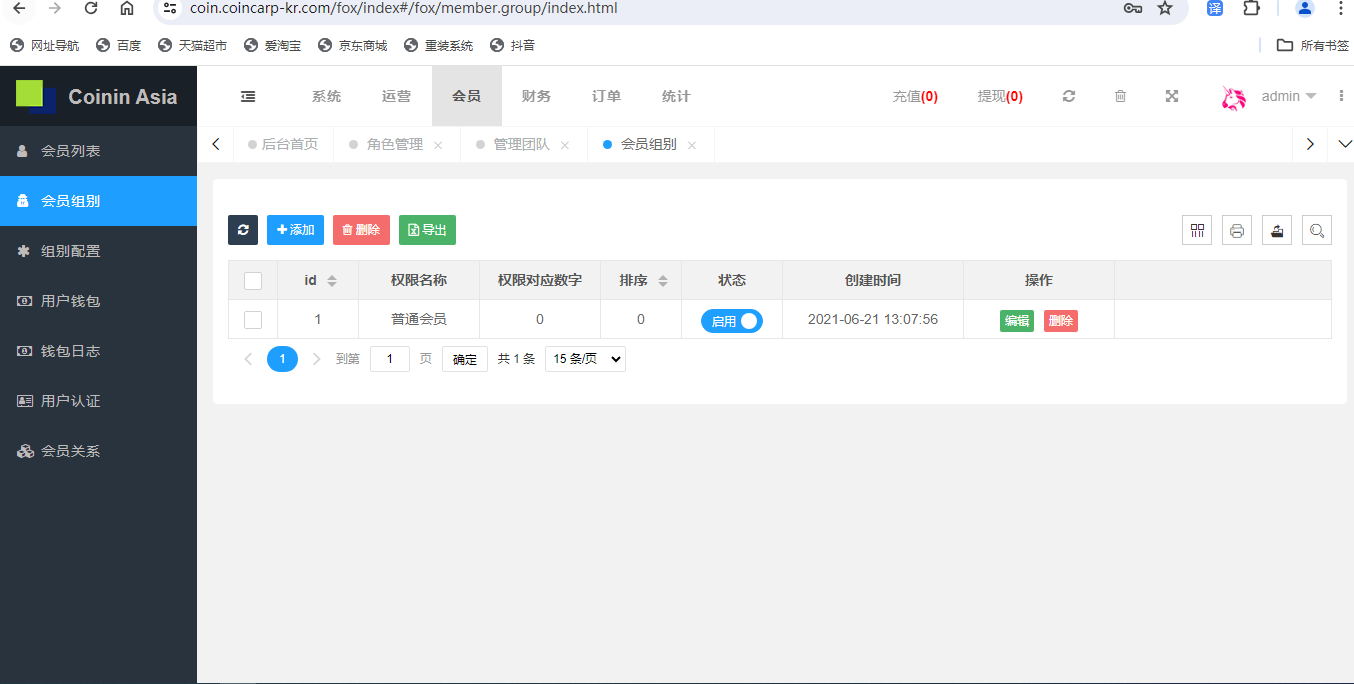 coin.coincarp-kr.com/fox/index#/fox/member.group/index.html
译
网址导航 百度 天猫超市 爱淘宝 京东商城 重装系统 抖音 所有书签
Coinin Asia
系统 运营 会员 财务 订单 统计 充值(0) 提现(0) admin
后台首页 角色管理 管理团队 会员组别
会员列表
会员组别
组别配置
用户钱包
钱包日志
用户认证
会员关系
添加 删除 导出
id 权限名称 权限对应数字 排序 状态 创建时间 操作
1 普通会员 0 0 启用 2021-06-21 13:07:56 编辑 删除
1 到第 1 页 确定 共 1 条 15 条/页